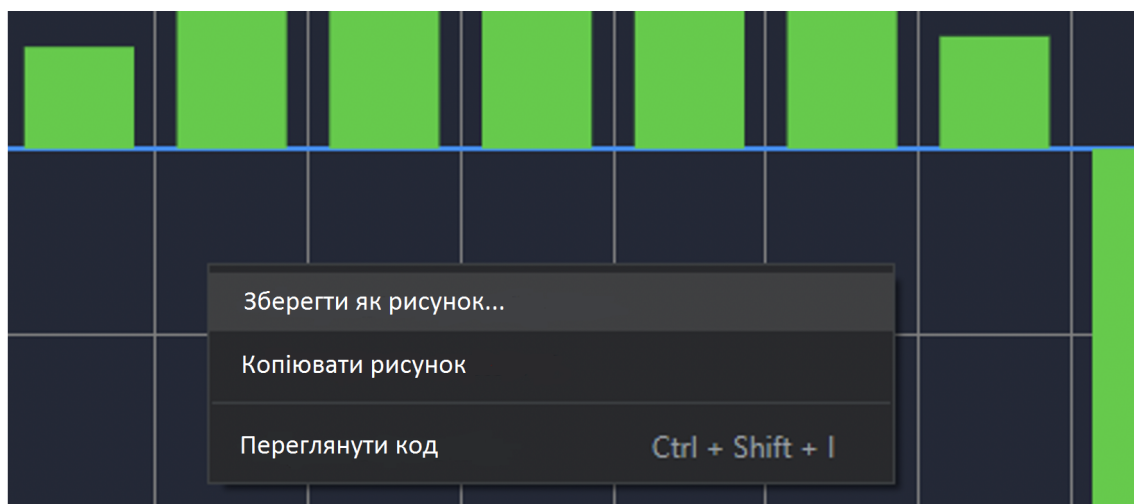 Зберегти як рисунок...
Копіювати рисунок
Переглянути код Ctrl + Shift + I